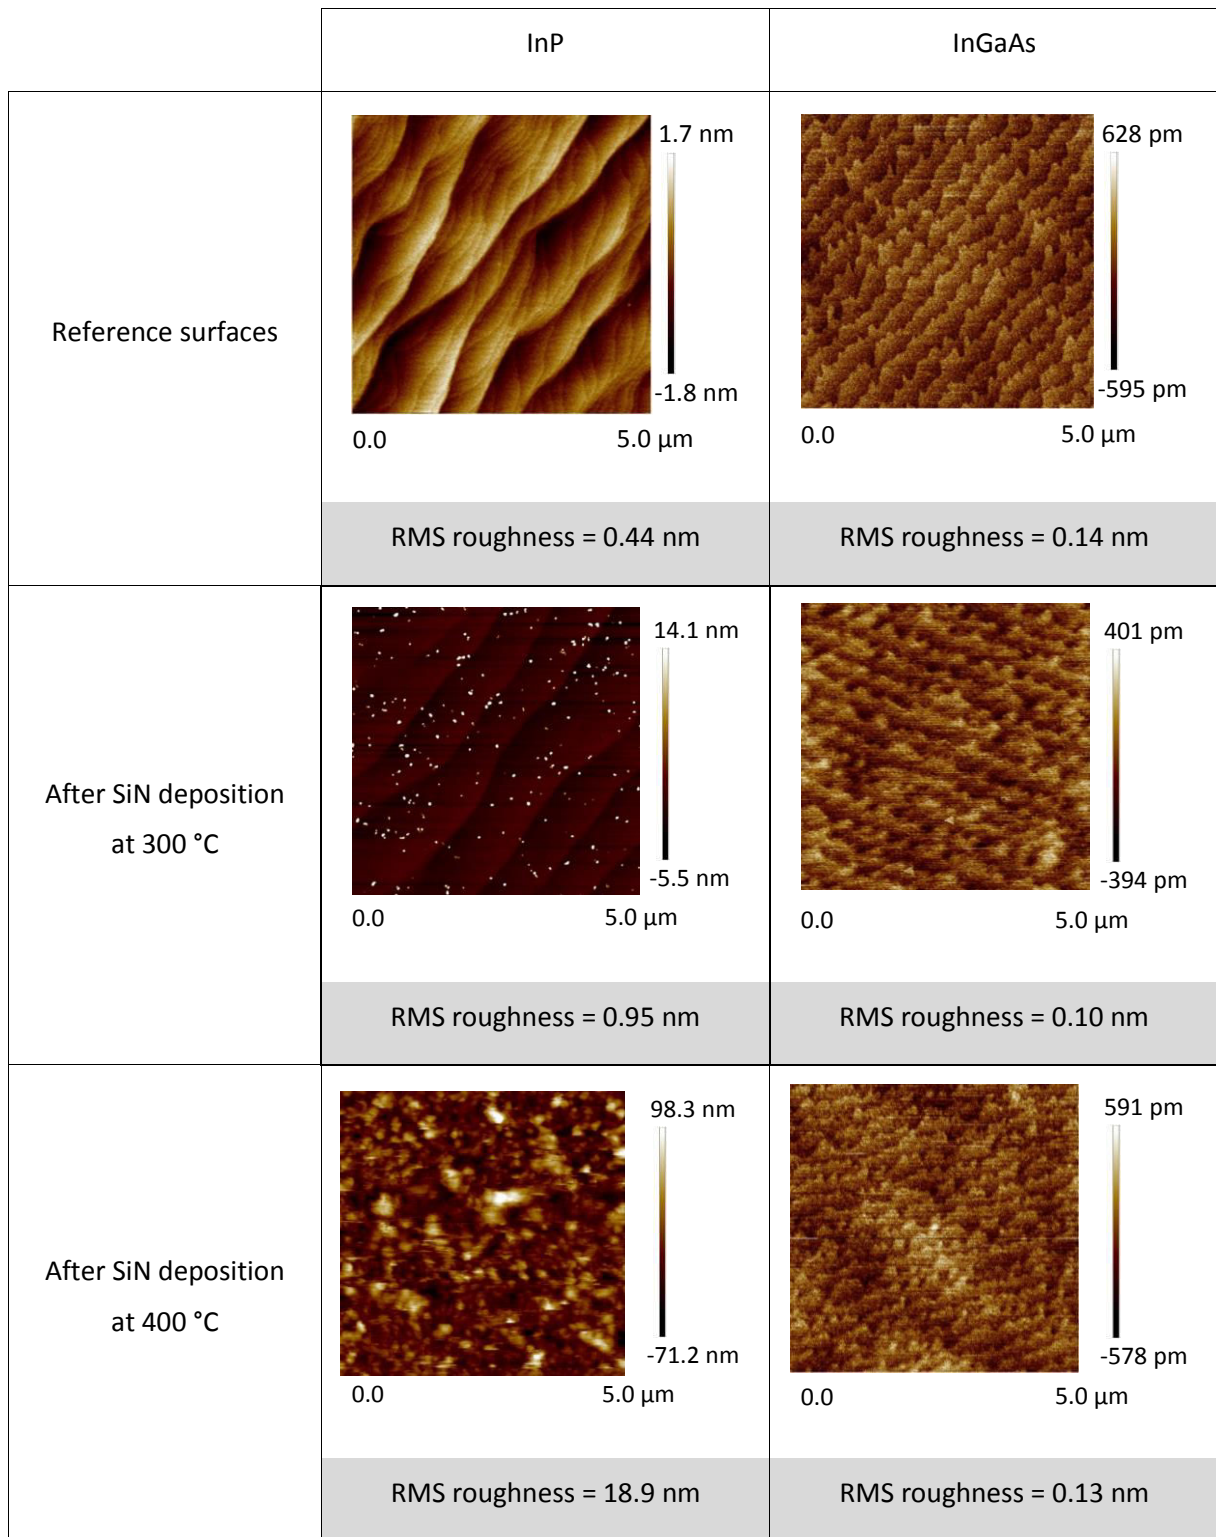 InP
InGaAs
Reference surfaces
1.7 nm
-1.8 nm
0.0
5.0 µm
628 pm
-595 pm
0.0
5.0 µm
RMS roughness = 0.44 nm
RMS roughness = 0.14 nm
After SiN deposition
at 300 °C
14.1 nm
-5.5 nm
0.0
5.0 µm
401 pm
-394 pm
0.0
5.0 µm
RMS roughness = 0.95 nm
RMS roughness = 0.10 nm
After SiN deposition
at 400 °C
98.3 nm
-71.2 nm
0.0
5.0 µm
591 pm
-578 pm
0.0
5.0 µm
RMS roughness = 18.9 nm
RMS roughness = 0.13 nm